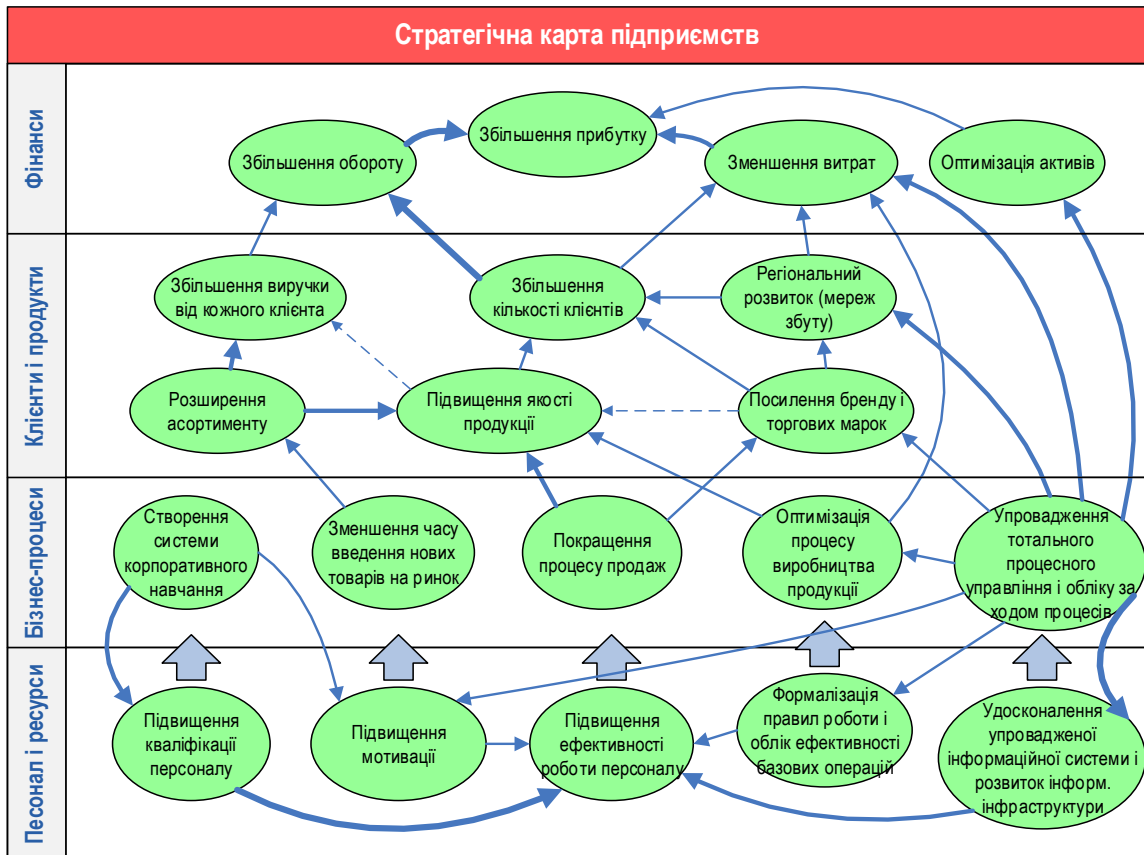 Стратегічна карта підприємств
Фінанси
Збільшення прибутку
Збільшення обороту
Зменшення витрат
Оптимізація активів
Клієнти і продукти
Збільшення виручки
від кожного клієнта
Збільшення
кількості клієнтів
Регіональний
розвиток (мереж
збуту)
Розширення
асортименту
Підвищення якості
продукції
Посилення бренду і
торгових марок
Бізнес-процеси
Створення
системи
корпоративного
навчання
Зменшення часу
введення нових
товарів на ринок
Покращення
процесу продаж
Оптимізація
процесу
виробництва
продукції
Упровадження
тотального
процесного
управління і обліку за
ходом процесів
Песонал і ресурси
Підвищення
кваліфікації
персоналу
Підвищення
мотивації
Підвищення
ефективності
роботи персоналу
Формалізація
правил роботи і
облік ефективності
базових операцій
Удосконалення
упровадженої
інформаційної системи і
розвиток інформ.
інфраструктури